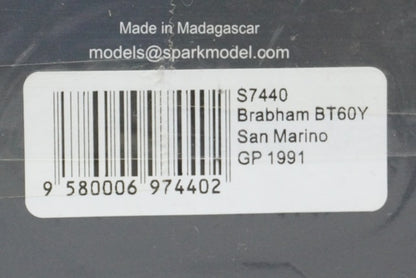 Made in Madagascar
models@sparkmodel.com
S7440
Brabham BT60Y
San Marino
GP 1991
9 580006 974402